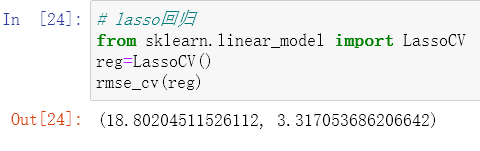 In [24]: # lasso回归
from sklearn.linear_model import LassoCV
reg=LassoCV()
rmse_cv(reg)
Out[24]: (18.80204511526112, 3.317053686206642)